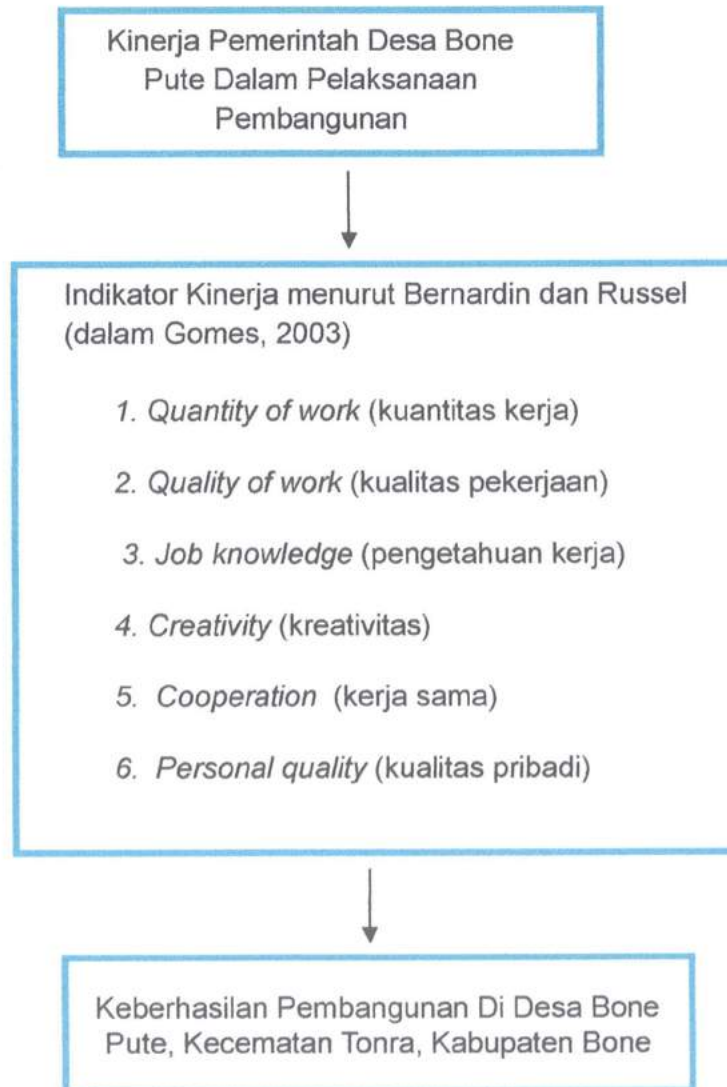 Kinerja Pemerintah Desa Bone
Pute Dalam Pelaksanaan
Pembangunan
Indikator Kinerja menurut Bernardin dan Russel
(dalam Gomes, 2003)
1. Quantity of work (kuantitas kerja)
2. Quality of work (kualitas pekerjaan)
3. Job knowledge (pengetahuan kerja)
4. Creativity (kreativitas)
5. Cooperation (kerja sama)
6. Personal quality (kualitas pribadi)
Keberhasilan Pembangunan Di Desa Bone
Pute, Kecematan Tonra, Kabupaten Bone